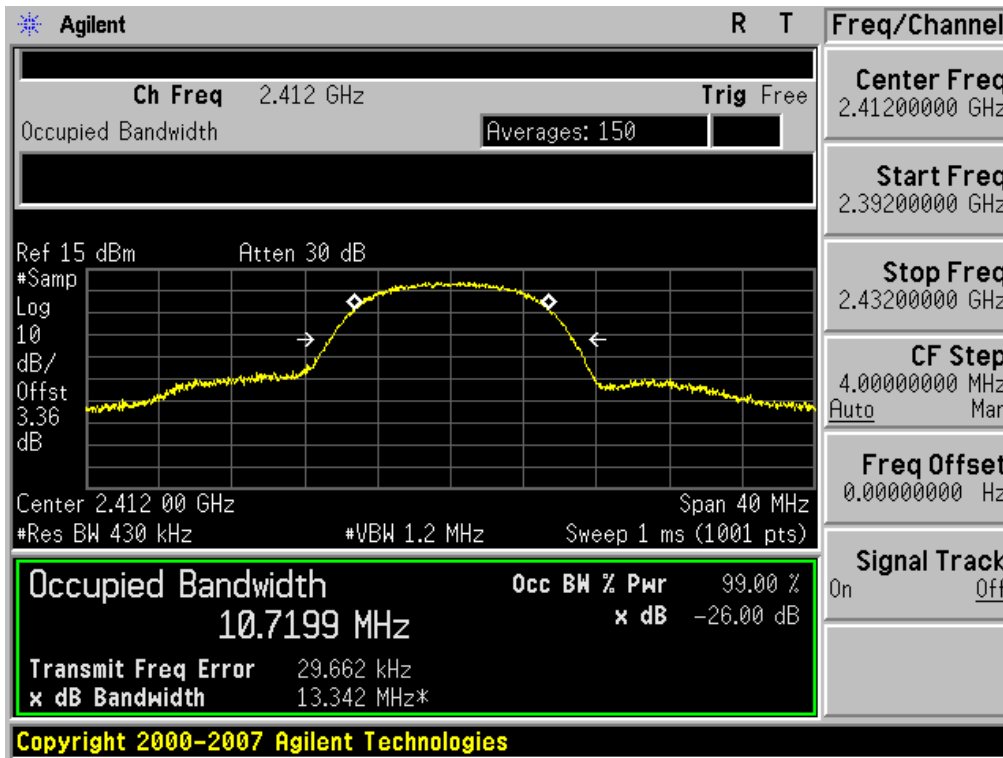 Agilent R T
Freq/Channel
Ch Freq 2.412 GHz Trig Free
Occupied Bandwidth Averages: 150
Center Freq
2.41200000 GHz
Start Freq
2.39200000 GHz
Stop Freq
2.43200000 GHz
CF Step
4.00000000 MHz
Auto Man
Freq Offset
0.00000000 Hz
Signal Track
On Off
Ref 15 dBm Atten 30 dB
#Samp
Log
10
dB/
Offst
3.36
dB
Center 2.412 00 GHz Span 40 MHz
#Res BW 430 kHz #VBW 1.2 MHz Sweep 1 ms (1001 pts)
Occupied Bandwidth Occ BW % Pwr 99.00 %
10.7199 MHz x dB -26.00 dB
Transmit Freq Error 29.662 kHz
x dB Bandwidth 13.342 MHz*
Copyright 2000-2007 Agilent Technologies